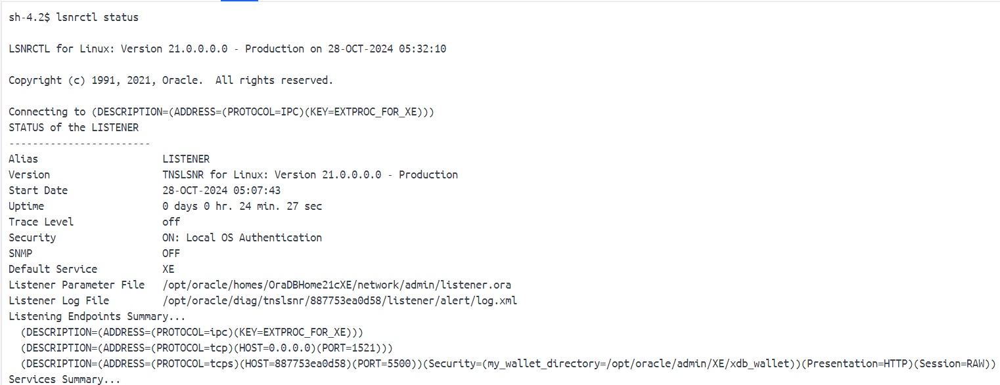 sh-4.2$ lsnrctl status
LSNRCTL for Linux: Version 21.0.0.0.0 - Production on 28-OCT-2024 05:32:10
Copyright (c) 1991, 2021, Oracle.  All rights reserved.
Connecting to (DESCRIPTION=(ADDRESS=(PROTOCOL=IPC)(KEY=EXTPROC_FOR_XE)))
STATUS of the LISTENER
------------------------
Alias                     LISTENER
Version                   TNSLSNR for Linux: Version 21.0.0.0.0 - Production
Start Date                28-OCT-2024 05:07:43
Uptime                    0 days 0 hr. 24 min. 27 sec
Trace Level               off
Security                  ON: Local OS Authentication
SNMP                      OFF
Default Service           XE
Listener Parameter File   /opt/oracle/homes/OraDBHome21cXE/network/admin/listener.ora
Listener Log File         /opt/oracle/diag/tnslsnr/887753ea0d58/listener/alert/log.xml
Listening Endpoints Summary...
  (DESCRIPTION=(ADDRESS=(PROTOCOL=ipc)(KEY=EXTPROC_FOR_XE)))
  (DESCRIPTION=(ADDRESS=(PROTOCOL=tcp)(HOST=0.0.0.0)(PORT=1521)))
  (DESCRIPTION=(ADDRESS=(PROTOCOL=tcps)(HOST=887753ea0d58)(PORT=5500))(Security=(my_wallet_directory=/opt/oracle/admin/XE/xdb_wallet))(Presentation=HTTP)(Session=RAW))
Services Summary...